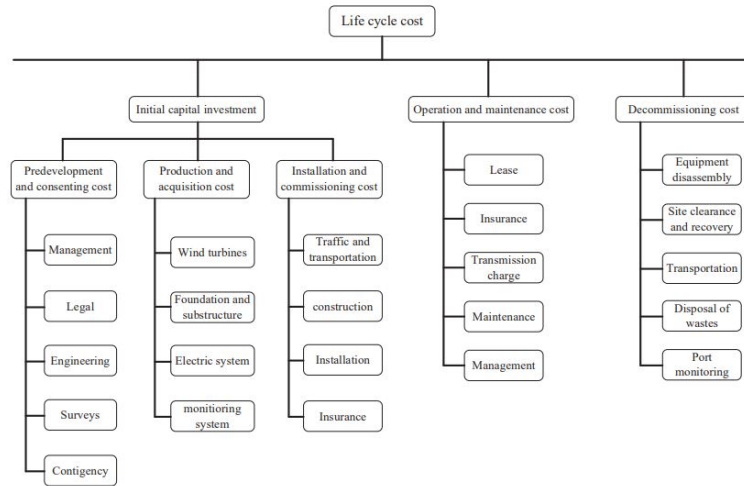 Life cycle cost
Initial capital investment
Operation and maintenance cost
Decommissioning cost
Predevelopment
and consenting cost
Production and
acquisition cost
Installation and
commissioning cost
Management
Legal
Engineering
Surveys
Contigency
Wind turbines
Foundation and
substructure
Electric system
monitioring
system
Traffic and
transportation
construction
Installation
Insurance
Lease
Insurance
Transmission
charge
Maintenance
Management
Equipment
disassembly
Site clearance
and recovery
Transportation
Disposal of
wastes
Port
monitoring